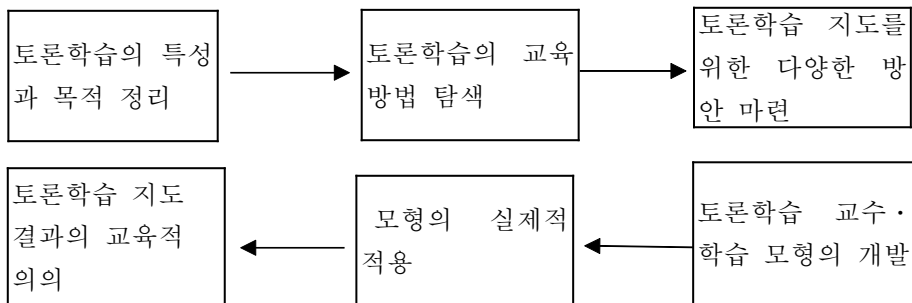 토론학습의 특성
과 목적 정리
토론학습의 교육
방법 탐색
토론학습 지도를
위한 다양한 방
안 마련
토론학습 지도
결과의 교육적
의의
모형의 실제적
적용
토론학습 교수·
학습 모형의 개발